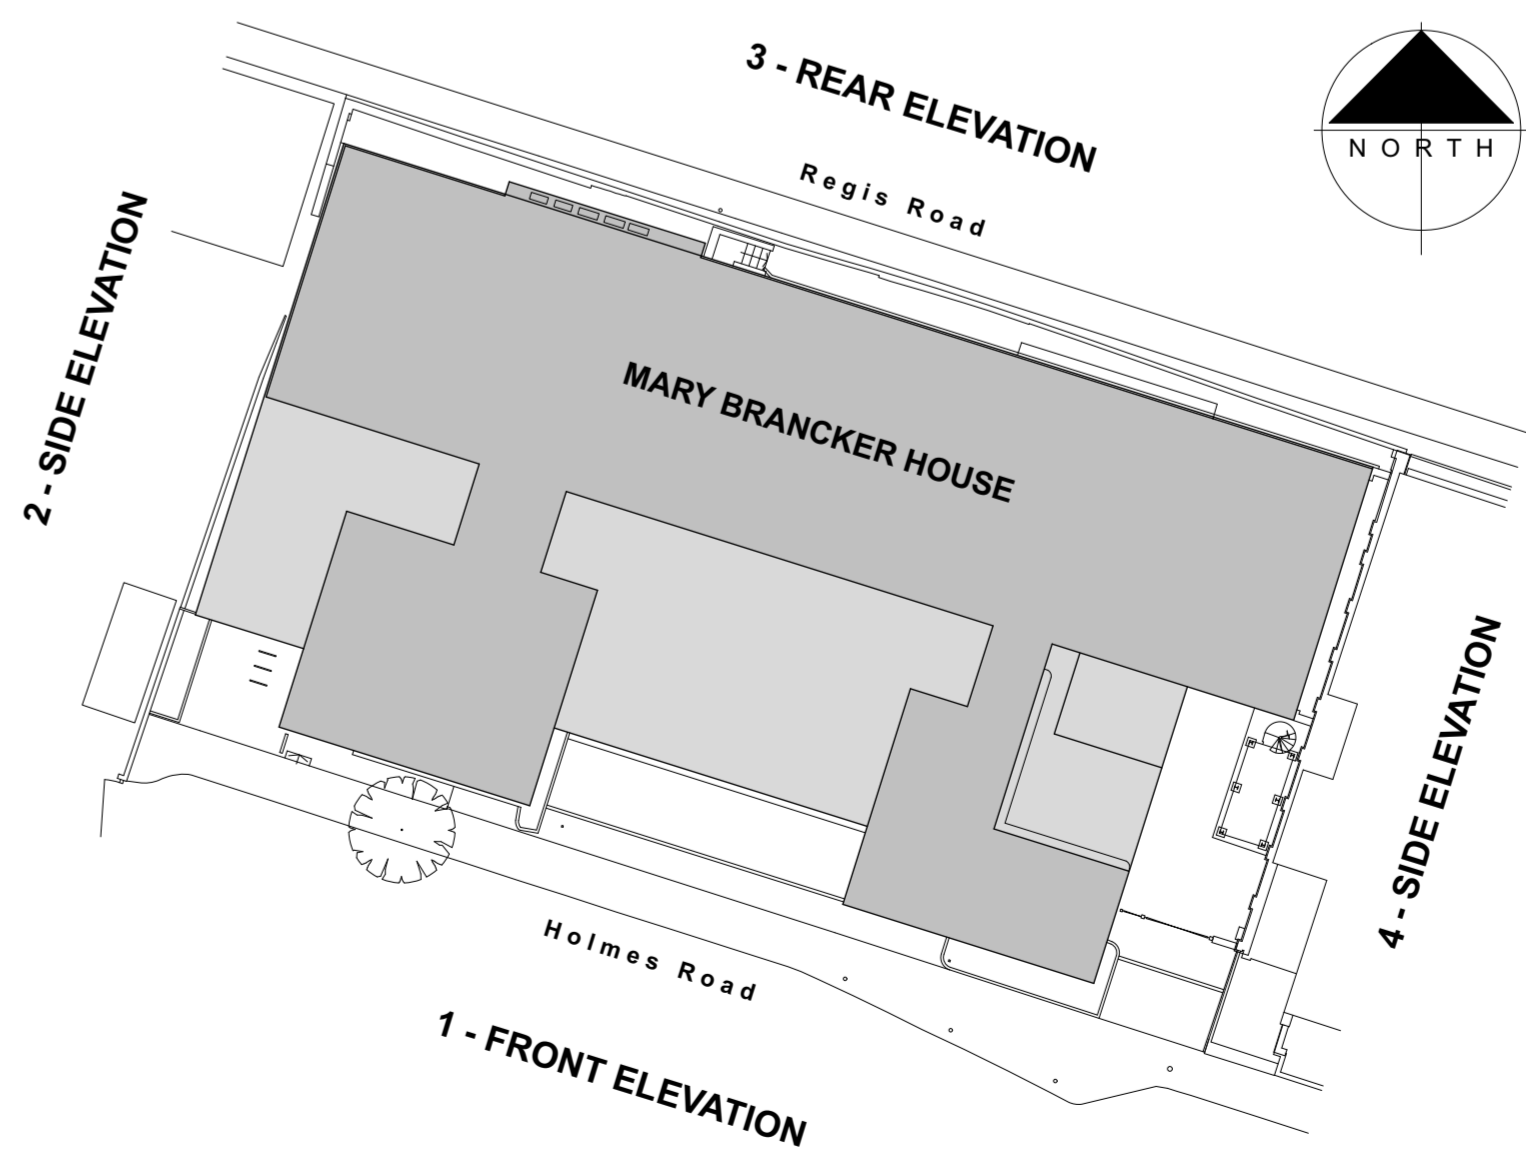 3 - REAR ELEVATION
NORTH
Regis Road
2 - SIDE ELEVATION
MARY BRANCKER HOUSE
4 - SIDE ELEVATION
Holmes Road
1 - FRONT ELEVATION